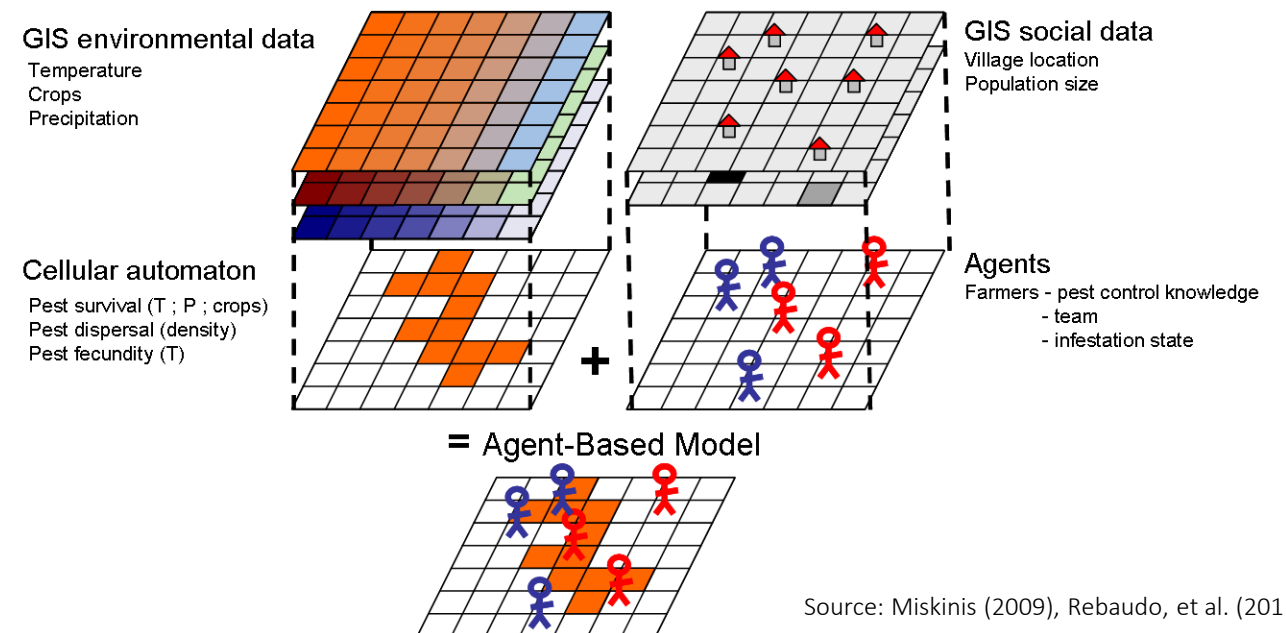 GIS environmental data
Temperature
Crops
Precipitation
GIS social data
Village location
Population size
Cellular automaton
Pest survival (T ; P ; crops)
Pest dispersal (density)
Pest fecundity (T)
+
Agents
Farmers - pest control knowledge
- team
- infestation state
= Agent-Based Model
Source: Miskinis (2009), Rebaudo, et al. (201